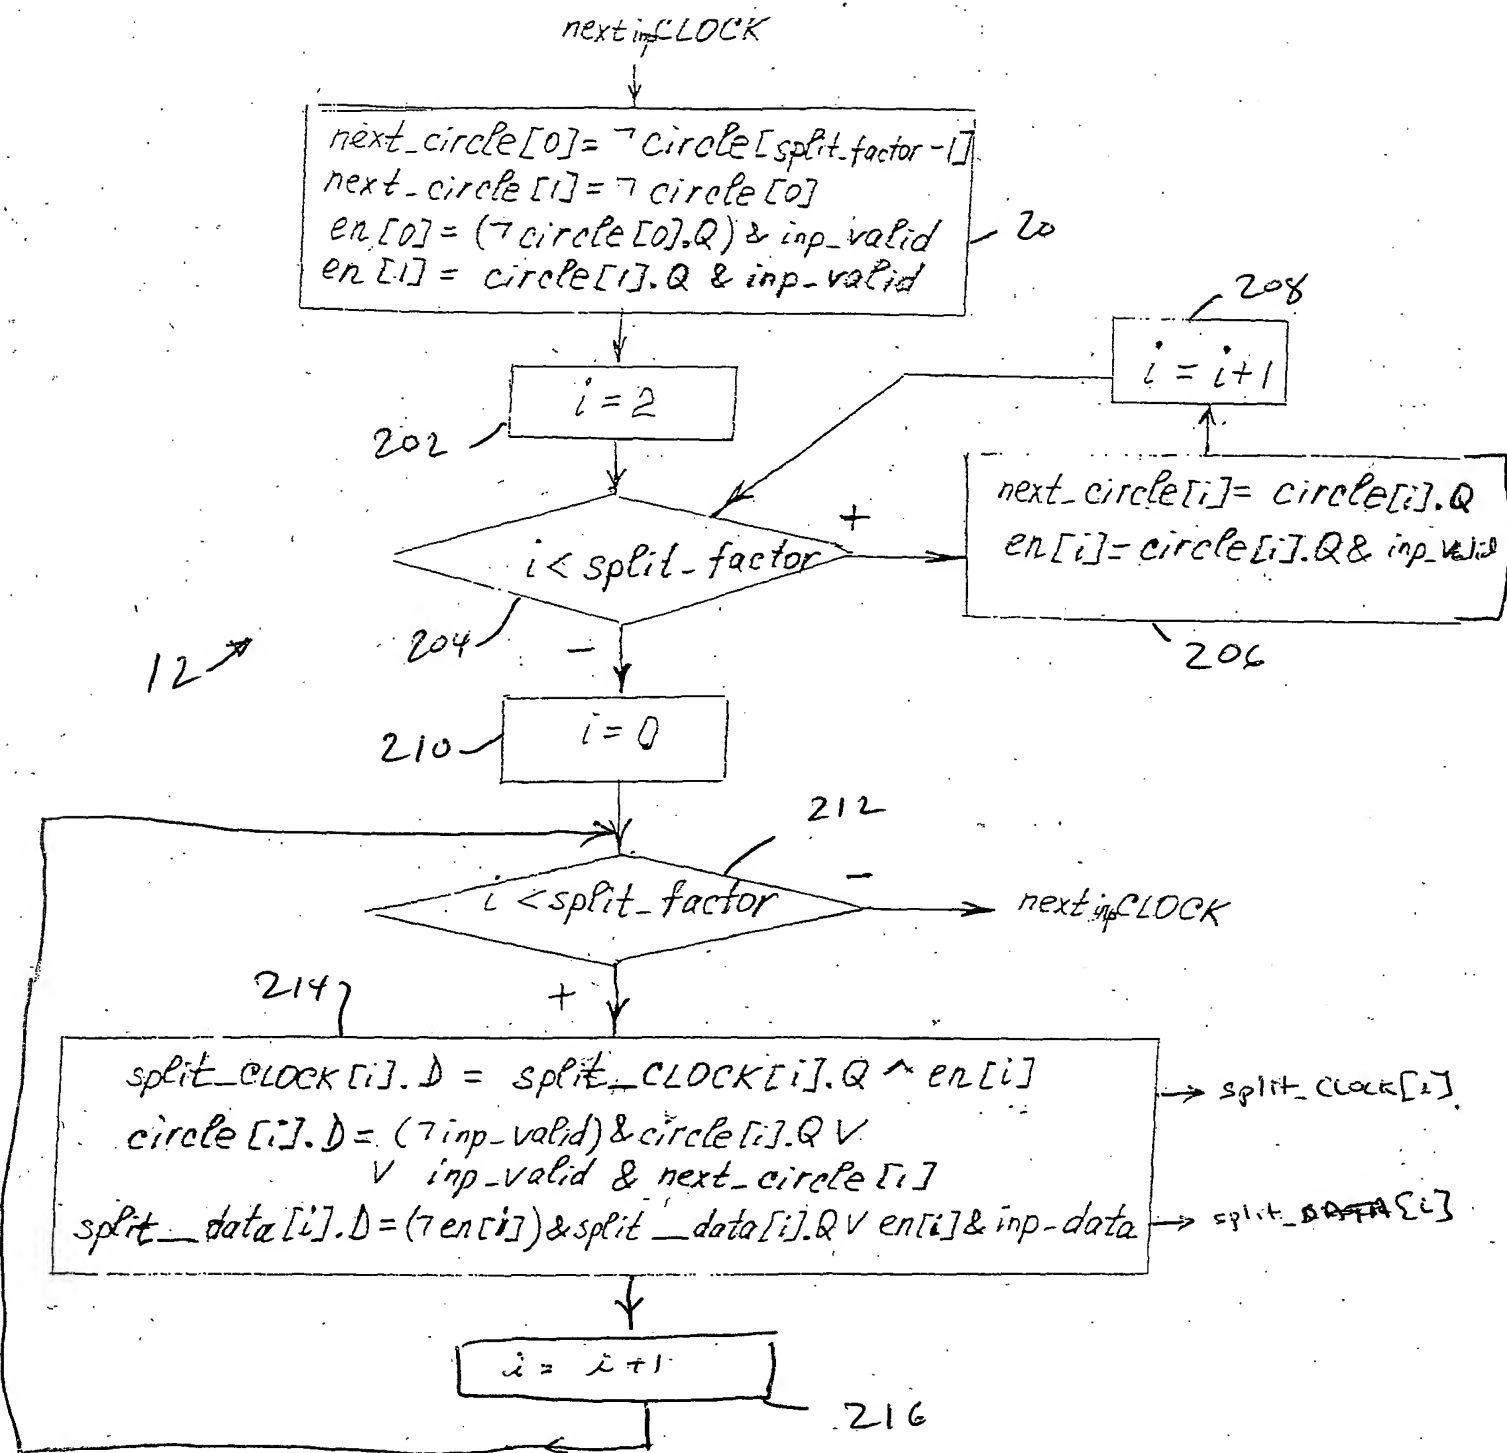 next inp CLOCK
next_circle[0]= ¬ circle[split_factor-1]
next_circle[1]= ¬ circle[0]
en[0]= (¬ circle[0].Q) & inp_valid
en[1]= circle[1].Q & inp_valid
20
208
i = i+1
i = 2
202
next_circle[i]= circle[i].Q
en[i]= circle[i].Q & inp_valid
+
i < split_factor
204
206
-
12
i = 0
210
212
-
i < split_factor
next inp CLOCK
214
+
split_CLOCK[i].D = split_CLOCK[i].Q ^ en[i]
split_CLOCK[i]
circle[i].D= (¬ inp_valid) & circle[i].Q V
V inp_valid & next_circle[i]
split_data[i].D=(¬ en[i]) & split_data[i].Q V en[i] & inp-data
split_DATA[i]
i = i+1
216